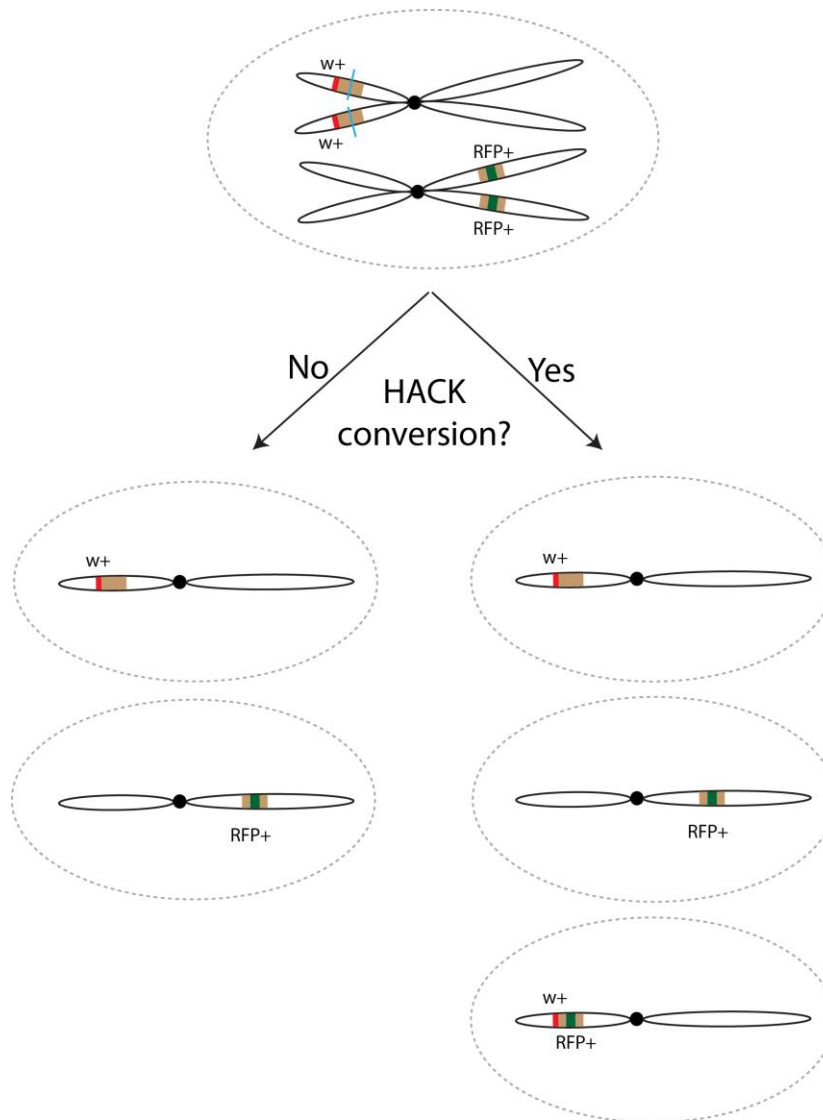 w+
w+
RFP+
RFP+
No
Yes
HACK
conversion?
w+
w+
RFP+
RFP+
w+
RFP+